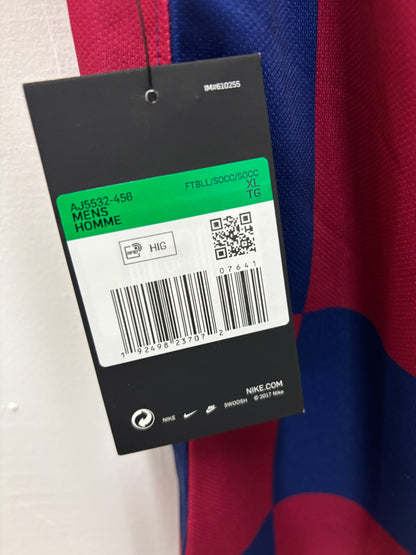 IM#610255
AJ5532-456
MENS
HOMME
FTBLL/SOCC/SOCC
XL
TG
RFID
HIG
07641
1 92498 23707 2
NIKE.COM
NIKE
SWOOSH
© 2017 Nike